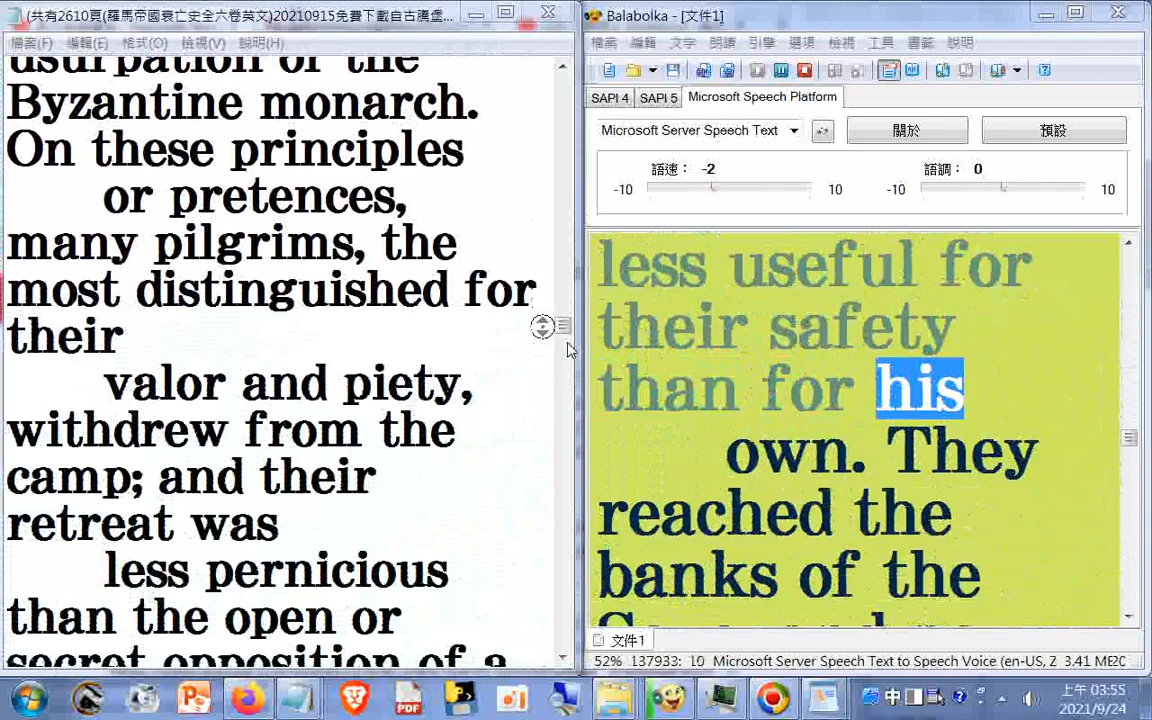 (共有2610頁(羅馬帝國衰亡史全六卷英文)20210915免費下載自古騰堡...
檔案(F) 編輯(E) 格式(O) 檢視(V) 說明(H)
usurpation of the
Byzantine monarch.
On these principles
or pretences,
many pilgrims, the
most distinguished for
their
valor and piety,
withdrew from the
camp; and their
retreat was
less pernicious
than the open or
secret opposition of a
Balabolka - [文件1]
檔案 編輯 文字 朗讀 引擎 選項 檢視 工具 書籤 說明
SAPI 4 SAPI 5 Microsoft Speech Platform
Microsoft Server Speech Text 關於 預設
語速： -2 語調： 0
-10 10 -10 10
less useful for
their safety
than for his
own. They
reached the
banks of the
文件1
52% 137933: 10 Microsoft Server Speech Text to Speech Voice (en-US, Z 3.41 ME20
PDF 中 上午 03:55
2021/9/24